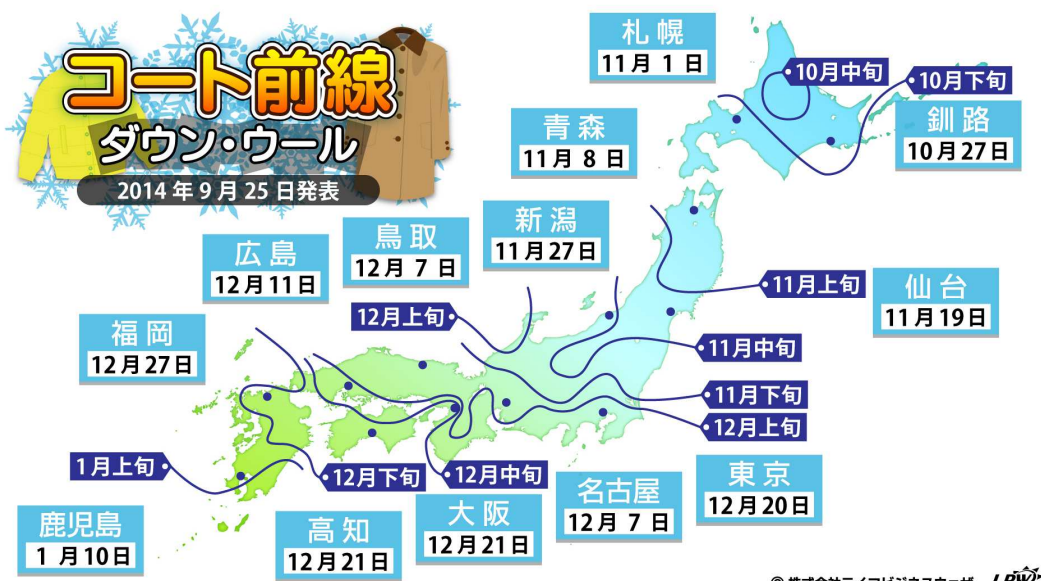 コート前線
ダウン・ウール
2014年9月25日発表
札幌
11月1日
10月中旬
10月下旬
釧路
10月27日
青森
11月8日
新潟
11月27日
鳥取
12月7日
広島
12月11日
福岡
12月27日
12月上旬
11月上旬
仙台
11月19日
11月中旬
11月下旬
12月上旬
1月上旬
12月下旬
12月中旬
東京
12月20日
名古屋
12月7日
大阪
12月21日
高知
12月21日
鹿児島
1月10日